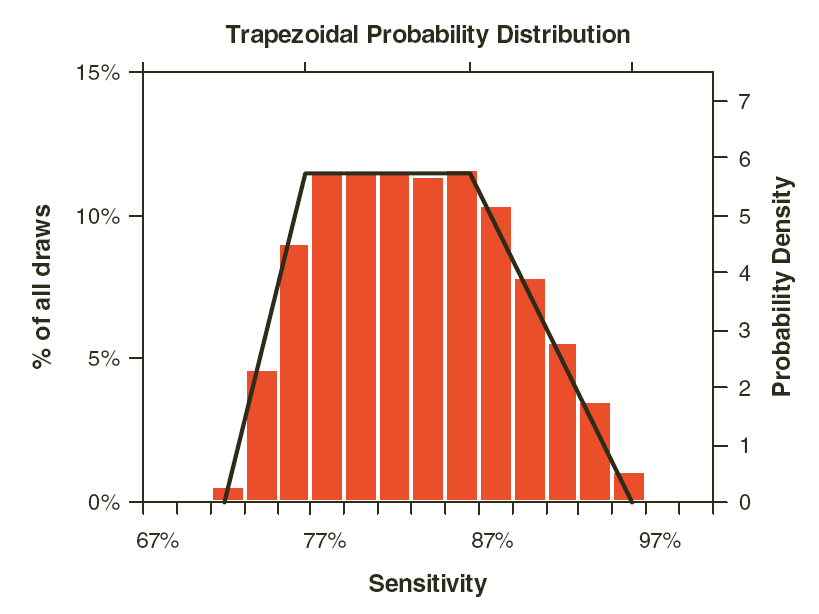 Trapezoidal Probability Distribution
15%
10%
5%
0%
% of all draws
7
6
5
4
3
2
1
0
Probability Density
67% 77% 87% 97%
Sensitivity